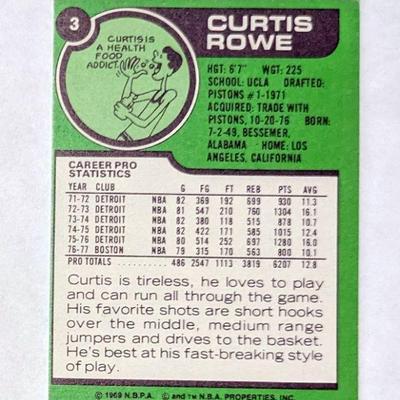 3
CURTIS
ROWE
CURTIS IS
A HEALTH
FOOD
ADDICT.
HGT: 6'7" WGT: 225
SCHOOL: UCLA DRAFTED:
PISTONS #1-1971
ACQUIRED: TRADE WITH
PISTONS, 10-20-76 BORN:
7-2-49, BESSEMER,
ALABAMA - HOME: LOS
ANGELES, CALIFORNIA
CAREER PRO
STATISTICS
YEAR CLUB G FG FT REB PTS AVG
71-72 DETROIT NBA 82 369 192 699 930 11.3
72-73 DETROIT NBA 81 547 210 760 1304 16.1
73-74 DETROIT NBA 82 380 118 515 878 10.7
74-75 DETROIT NBA 82 422 171 585 1015 12.4
75-76 DETROIT NBA 80 514 252 697 1280 16.0
76-77 BOSTON NBA 79 315 170 563 800 10.1
PRO TOTALS 486 2547 1113 3819 6207 12.8
Curtis is tireless, he loves to play
and can run all through the game.
His favorite shots are short hooks
over the middle, medium range
jumpers and drives to the basket.
He's best at his fast-breaking style
of play.
© 1969 N.B.P.A. © and TM N.B.A. PROPERTIES, INC.